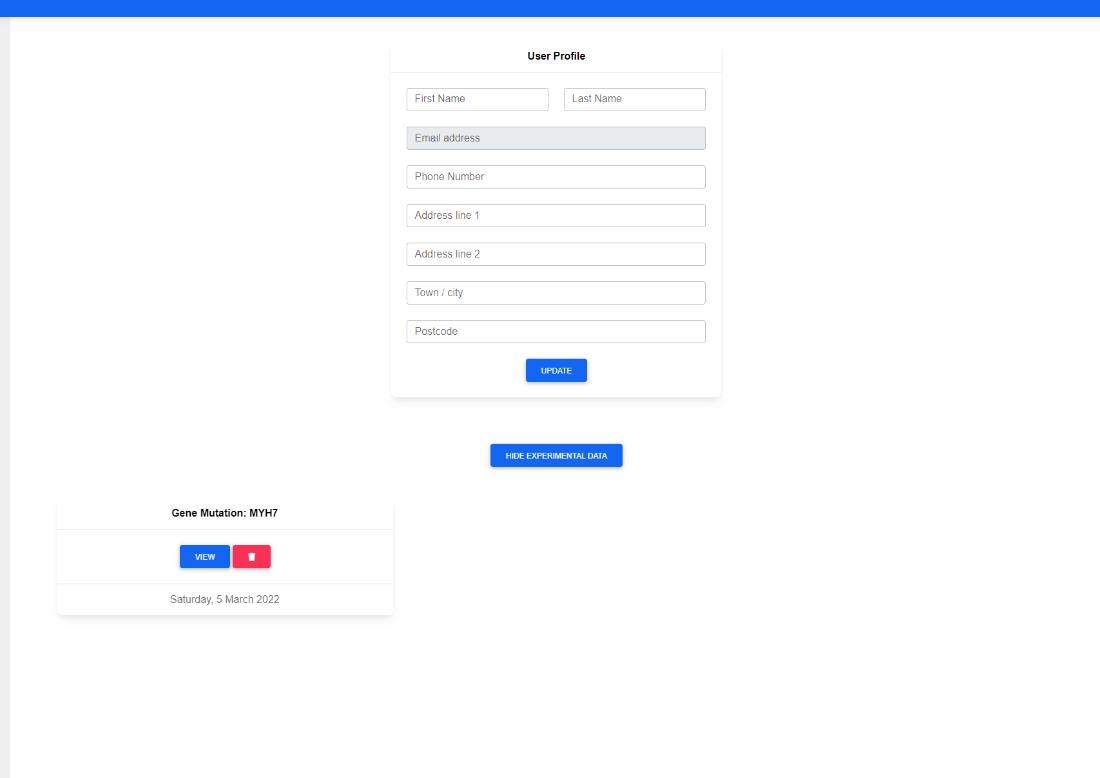 User Profile
First Name Last Name
Email address
Phone Number
Address line 1
Address line 2
Town / city
Postcode
UPDATE
HIDE EXPERIMENTAL DATA
Gene Mutation: MYH7
VIEW
Saturday, 5 March 2022